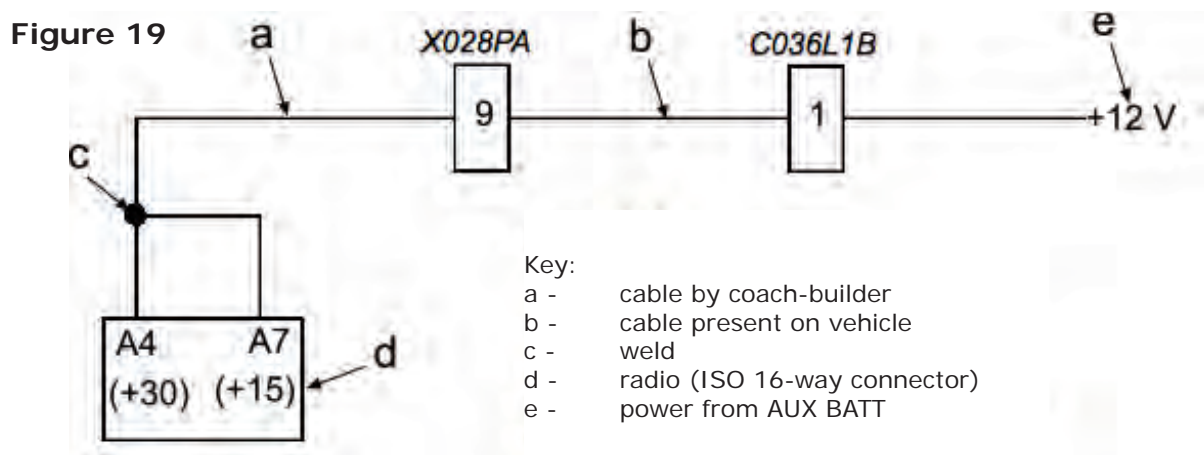 Figure 19
a X028PA b C036L1B e
9 1 +12 V
c
A4 A7
(+30) (+15)
d
Key:
a - cable by coach-builder
b - cable present on vehicle
c - weld
d - radio (ISO 16-way connector)
e - power from AUX BATT